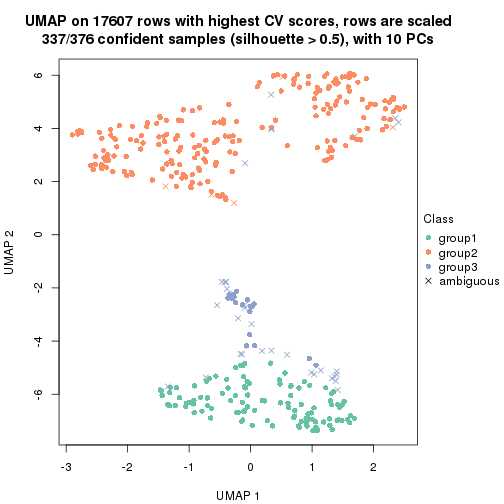 UMAP on 17607 rows with highest CV scores, rows are scaled
337/376 confident samples (silhouette > 0.5), with 10 PCs
6
4
2
0
-2
-4
-6
UMAP 2
-3
-2
-1
0
1
2
UMAP 1
Class
group1
group2
group3
ambiguous